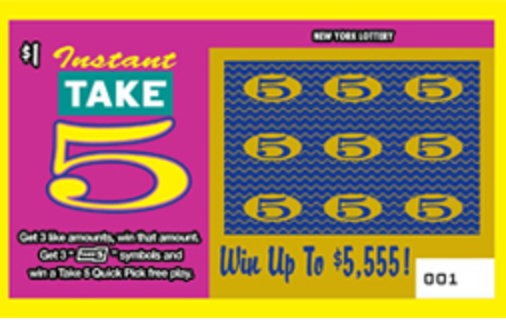 $1
Instant
TAKE
5
Get 3 like amounts, win that amount.
Get 3 " " symbols and
win a Take 5 Quick Pick free play.
NEW YORK LOTTERY
5 5 5
5 5 5
5 5 5
Win Up To $5,555!
001